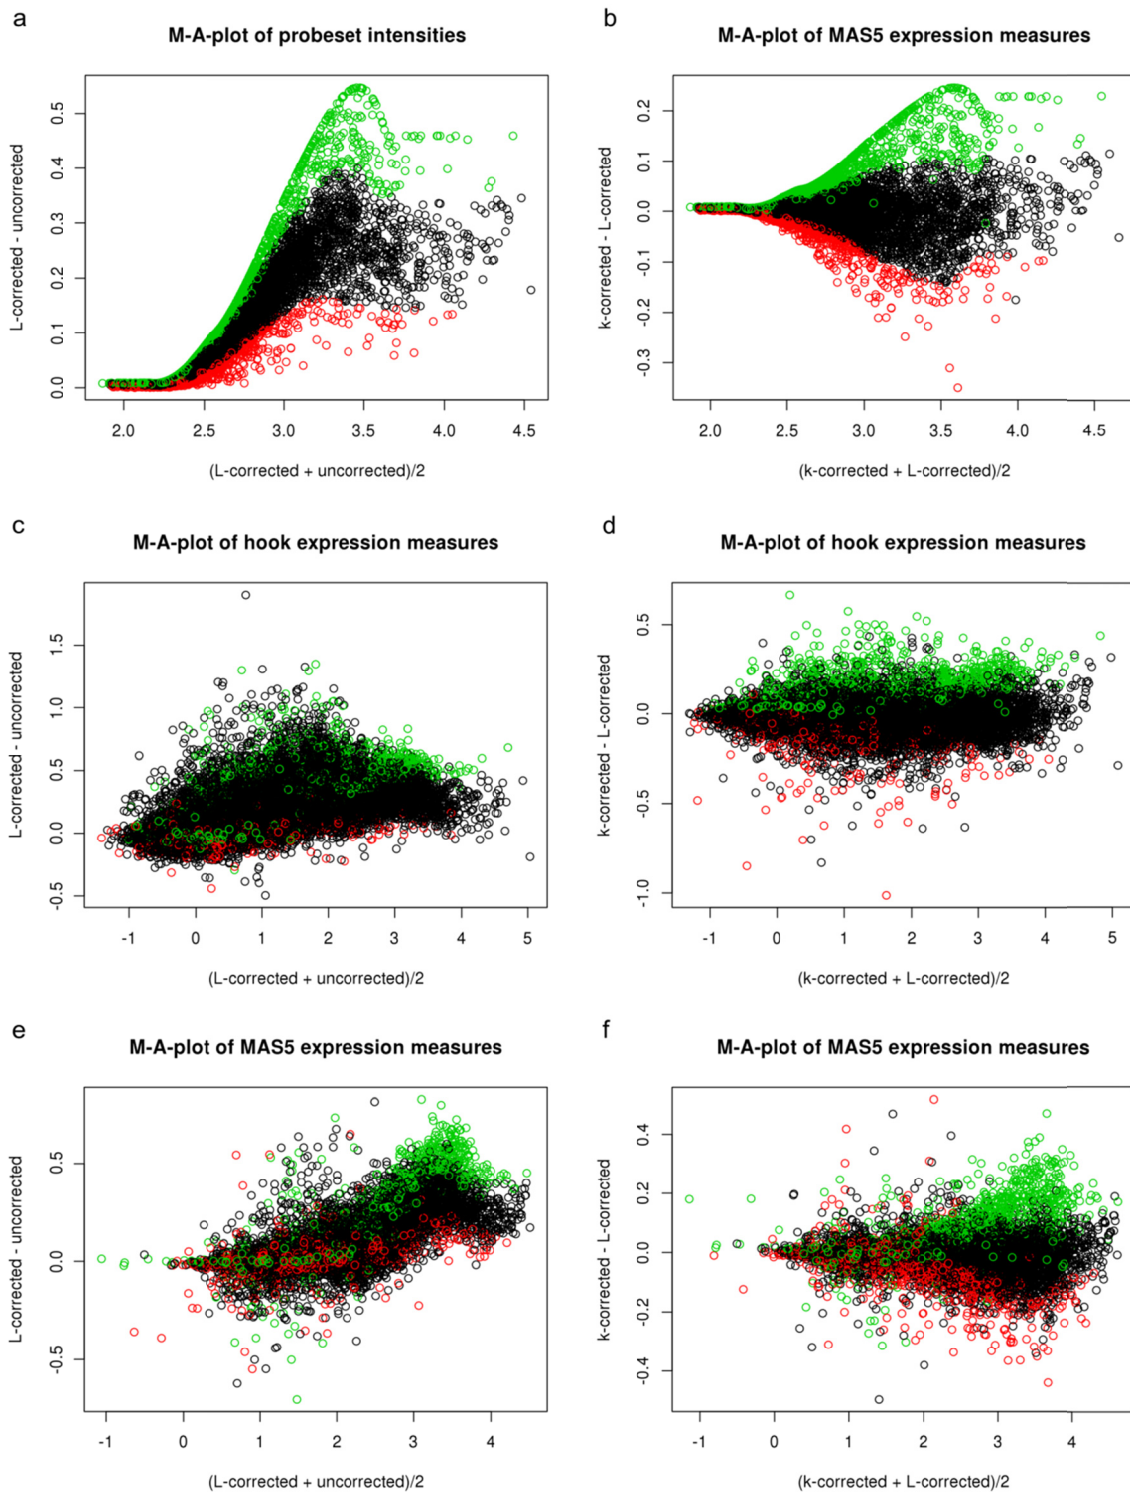 a
M-A-plot of probeset intensities
L-corrected - uncorrected
0.0 0.1 0.2 0.3 0.4 0.5
2.0 2.5 3.0 3.5 4.0 4.5
(L-corrected + uncorrected)/2
b
M-A-plot of MAS5 expression measures
k-corrected - L-corrected
-0.3 -0.2 -0.1 0.0 0.1 0.2
2.0 2.5 3.0 3.5 4.0 4.5
(k-corrected + L-corrected)/2
c
M-A-plot of hook expression measures
L-corrected - uncorrected
-0.5 0.0 0.5 1.0 1.5
-1 0 1 2 3 4 5
(L-corrected + uncorrected)/2
d
M-A-plot of hook expression measures
k-corrected - L-corrected
-1.0 -0.5 0.0 0.5
-1 0 1 2 3 4 5
(k-corrected + L-corrected)/2
e
M-A-plot of MAS5 expression measures
L-corrected - uncorrected
-0.5 0.0 0.5
-1 0 1 2 3 4
(L-corrected + uncorrected)/2
f
M-A-plot of MAS5 expression measures
k-corrected - L-corrected
-0.4 -0.2 0.0 0.2 0.4
-1 0 1 2 3 4
(k-corrected + L-corrected)/2